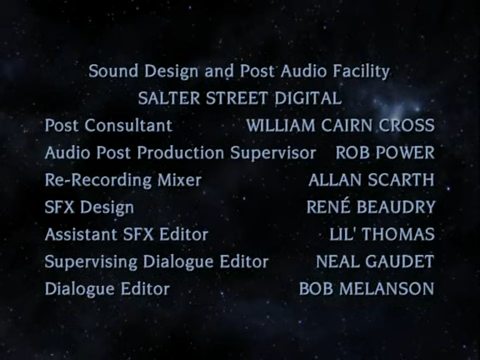 Sound Design and Post Audio Facility
SALTER STREET DIGITAL
Post Consultant WILLIAM CAIRN CROSS
Audio Post Production Supervisor ROB POWER
Re-Recording Mixer ALLAN SCARTH
SFX Design RENÉ BEAUDRY
Assistant SFX Editor LIL' THOMAS
Supervising Dialogue Editor NEAL GAUDET
Dialogue Editor BOB MELANSON